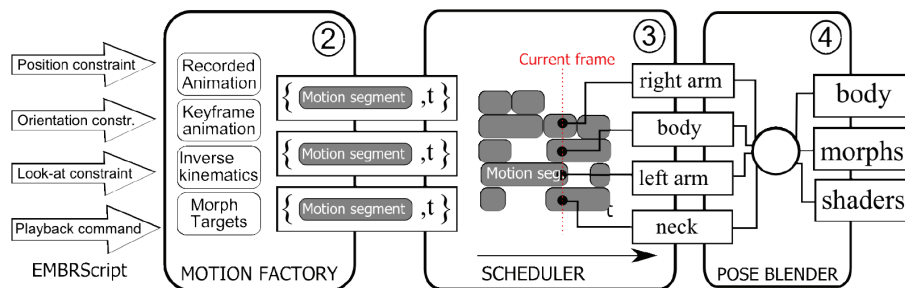 Position constraint
Orientation constr.
Look-at constraint
Playback command
EMBRScript
②
Recorded
Animation
Keyframe
animation
Inverse
kinematics
Morph
Targets
MOTION FACTORY
{ Motion segment ,t }
{ Motion segment ,t }
{ Motion segment ,t }
③
Current frame
Motion seg
t
SCHEDULER
right arm
body
left arm
neck
④
body
morphs
shaders
POSE BLENDER